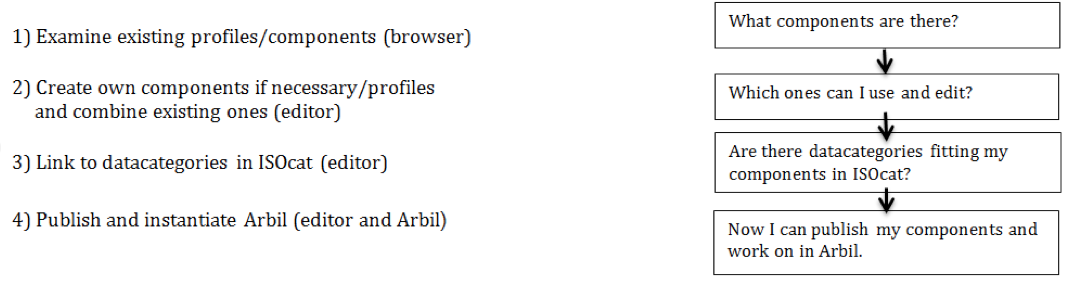 1) Examine existing profiles/components (browser)
2) Create own components if necessary/profiles
and combine existing ones (editor)
3) Link to datacategories in ISOcat (editor)
4) Publish and instantiate Arbil (editor and Arbil)
What components are there?
Which ones can I use and edit?
Are there datacategories fitting my
components in ISOcat?
Now I can publish my components and
work on in Arbil.